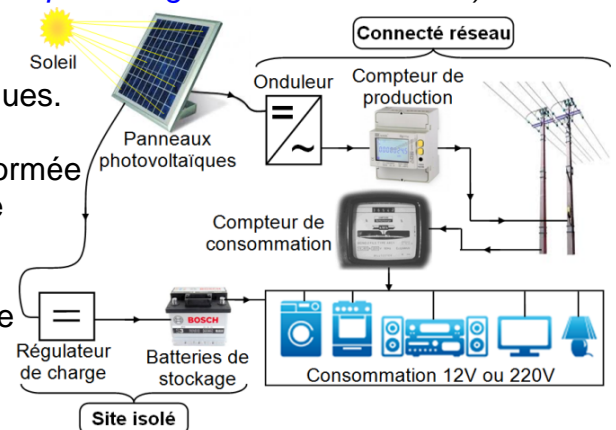 Connecté réseau
Soleil
ques.
Onduleur
Compteur de
production
Panneaux
photovoltaïques
ormée
Compteur de
consommation
BOSCH
Régulateur
de charge
Batteries de
stockage
Consommation 12V ou 220V
Site isolé